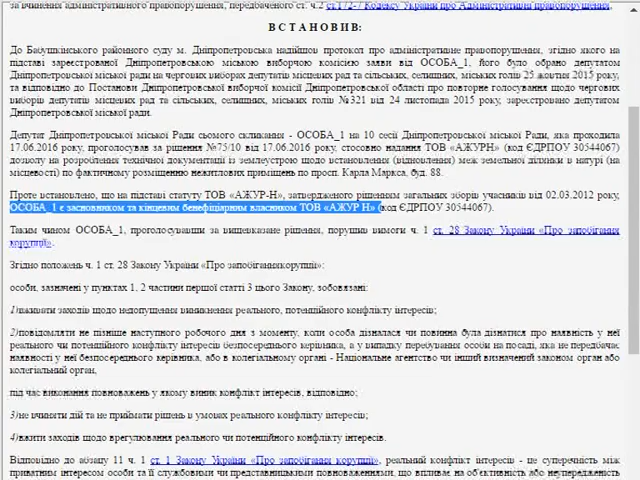 за вчинення адміністративного правопорушення, передбаченого ст. ч.2 ст.172-7 Кодексу України про Адміністративні правопорушення,
В С Т А Н О В И В:
До Бабушкінського районного суду м. Дніпропетровська надійшов протокол про адміністративне правопорушення, згідно якого на
підставі зареєстрованої Дніпропетровською міською виборчою комісією заяви від ОСОБА_1, його було обрано депутатом
Дніпропетровської міської ради на чергових виборах депутатів місцевих рад та сільських, селищних, міських голів 25 жовтня 2015 року,
та відповідно до Постанови Дніпропетровської виборчої комісії Дніпропетровської області про повторне голосування щодо чергових
виборів депутатів місцевих рад та сільських, селищних, міських голів №321 від 24 листопада 2015 року, зареєстровано депутатом
Дніпропетровської міської ради.
Депутат Дніпропетровської міської Ради сьомого скликання - ОСОБА_1 на 10 сесії Дніпропетровської міської Ради, яка проходила
17.06.2016 року, проголосував за рішення №75/10 від 17.06.2016 року, стосовно надання ТОВ «АЖУРН» (код ЄДРПОУ 30544067)
дозволу на розроблення технічної документації із землеустрою щодо встановлення (відновлення) меж земельної ділянки в натурі (на
місцевості) по фактичному розміщенню нежитлових приміщень по просп. Карла Маркса, буд. 88.
Проте встановлено, що на підставі статуту ТОВ «АЖУР-Н», затвердженого рішенням загальних зборів учасників від 02.03.2012 року,
ОСОБА_1 є засновником та кінцевим бенефіціарним власником ТОВ «АЖУР Н» (код ЄДРПОУ 30544067).
Таким чином ОСОБА_1, проголосувавши за вищевказане рішення, порушив вимоги ч. 1 ст. 28 Закону України «Про запобігання
корупції».
Згідно положень ч. 1 ст. 28 Закону України «Про запобіганнякорупції»:
особи, зазначені у пунктах 1, 2 частини першої статті 3 цього Закону, зобов'язані:
1)вживати заходів щодо недопущення виникнення реального, потенційного конфлікту інтересів;
2)повідомляти не пізніше наступного робочого дня з моменту, коли особа дізналася чи повинна була дізнатися про наявність у неї
реального чи потенційного конфлікту інтересів безпосереднього керівника, а у випадку перебування особи на посаді, яка не передбачає
наявності у неї безпосереднього керівника, або в колегіальному органі - Національне агентство чи інший визначений законом орган або
колегіальний орган,
під час виконання повноважень у якому виник конфлікт інтересів, відповідно;
3)не вчиняти дій та не приймати рішень в умовах реального конфлікту інтересів;
4)вжити заходів щодо врегулювання реального чи потенційного конфлікту інтересів.
Відповідно до абзацу 11 ч. 1 ст. 1 Закону України «Про запобігання корупції», реальний конфлікт інтересів - це суперечність між
приватним інтересом особи та її службовими чи представницькими повноваженнями, що впливає на об'єктивність або неупередженість